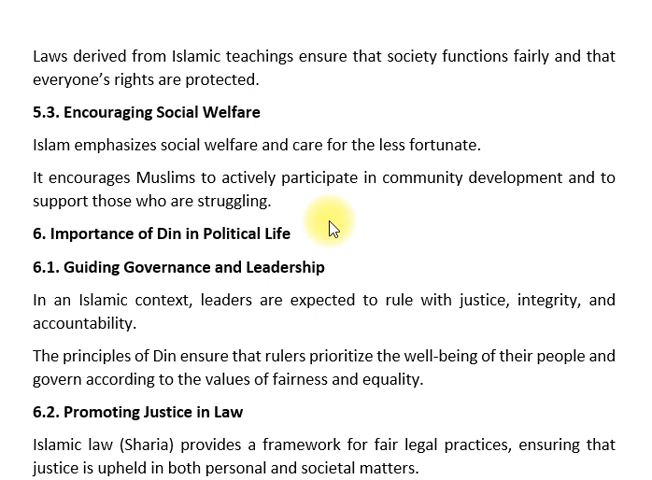 Laws derived from Islamic teachings ensure that society functions fairly and that
everyone’s rights are protected.
5.3. Encouraging Social Welfare
Islam emphasizes social welfare and care for the less fortunate.
It encourages Muslims to actively participate in community development and to
support those who are struggling.
6. Importance of Din in Political Life
6.1. Guiding Governance and Leadership
In an Islamic context, leaders are expected to rule with justice, integrity, and
accountability.
The principles of Din ensure that rulers prioritize the well-being of their people and
govern according to the values of fairness and equality.
6.2. Promoting Justice in Law
Islamic law (Sharia) provides a framework for fair legal practices, ensuring that
justice is upheld in both personal and societal matters.